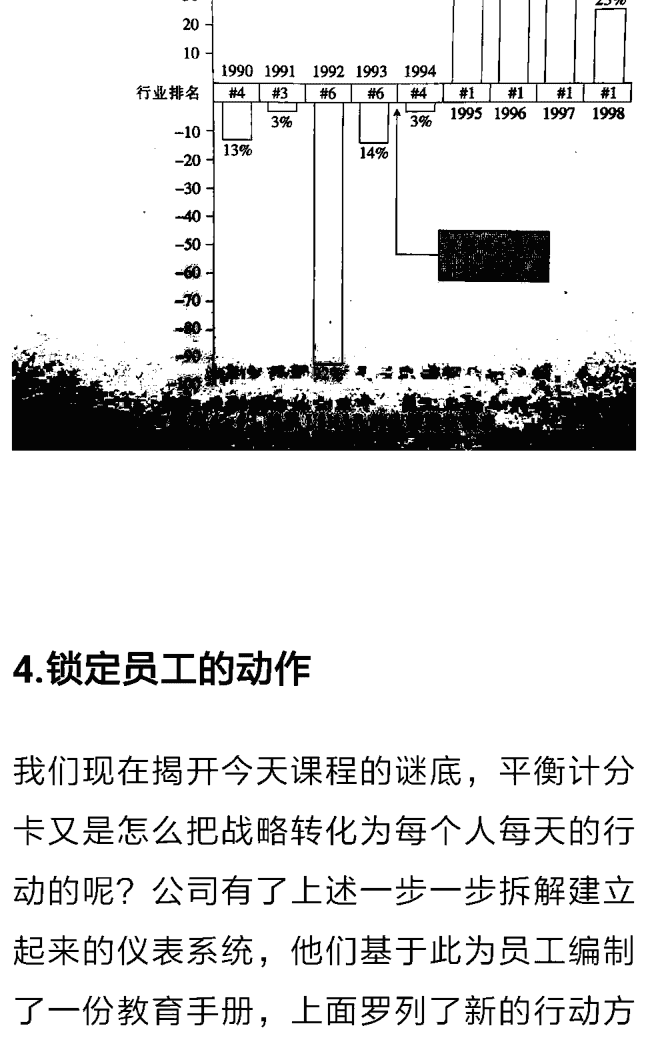 20
10
1990 1991 1992 1993 1994
行业排名 #4 #3 #6 #6 #4 #1 #1 #1 #1
1995 1996 1997 1998
3% 3%
-10
13% 14%
-20
-30
-40
-50
-60
-70
-80
4.锁定员工的动作
我们现在揭开今天课程的谜底，平衡计分
卡又是怎么把战略转化为每个人每天的行
动的呢？公司有了上述一步一步拆解建立
起来的仪表系统，他们基于此为员工编制
了一份教育手册，上面罗列了新的行动方